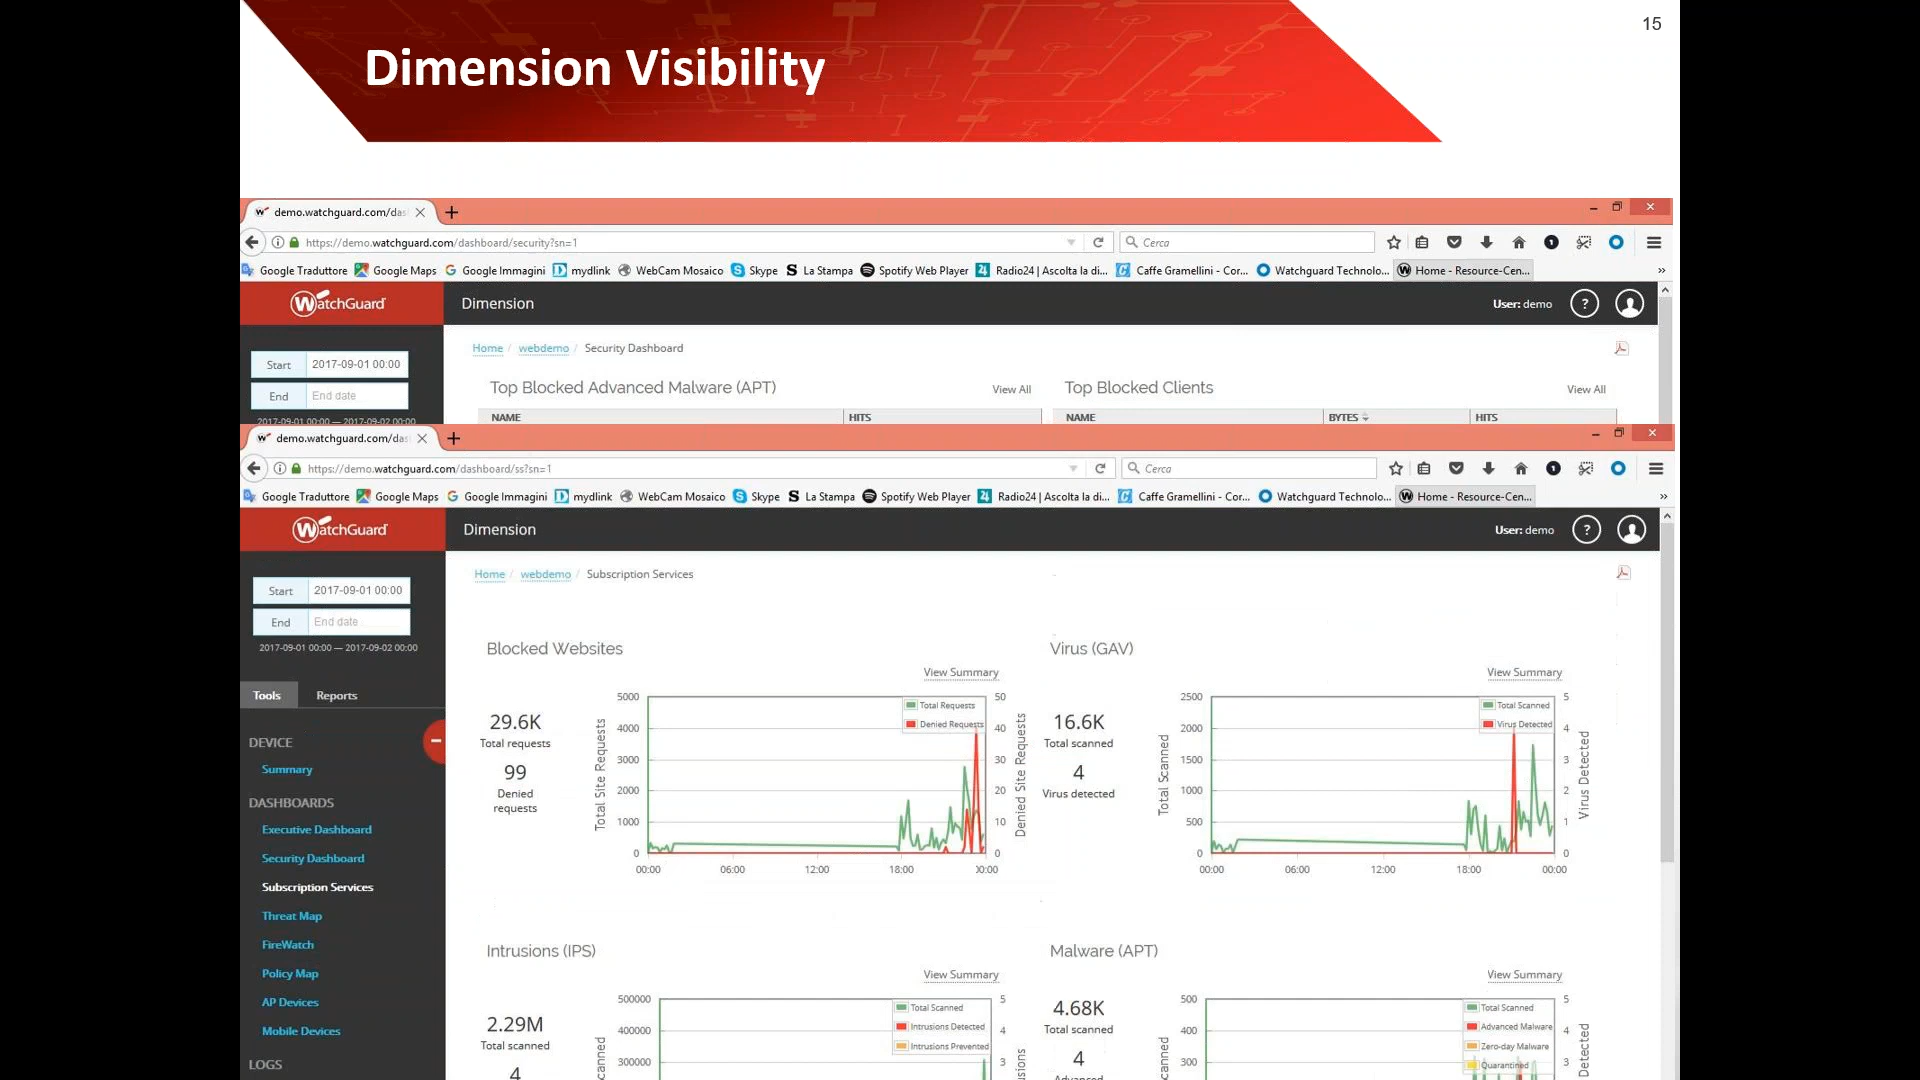 Dimension Visibility
15
demo.watchguard.com/das
https://demo.watchguard.com/dashboard/security?sn=1
Cerca
Google Traduttore
Google Maps
Google Immagini
mydlink
WebCam Mosaico
Skype
La Stampa
Spotify Web Player
Radio24 | Ascolta la di...
Caffe Gramellini - Cor...
Watchguard Technolo...
Home - Resource-Cen...
WatchGuard
Dimension
User: demo
?
Start 2017-09-01 00:00
End End date
2017-09-01 00:00 — 2017-09-02 00:00
Home / webdemo / Security Dashboard
Top Blocked Advanced Malware (APT)
View All
NAME HITS
Top Blocked Clients
View All
NAME BYTES HITS
demo.watchguard.com/das
https://demo.watchguard.com/dashboard/ss?sn=1
Cerca
Google Traduttore
Google Maps
Google Immagini
mydlink
WebCam Mosaico
Skype
La Stampa
Spotify Web Player
Radio24 | Ascolta la di...
Caffe Gramellini - Cor...
Watchguard Technolo...
Home - Resource-Cen...
WatchGuard
Dimension
User: demo
?
Start 2017-09-01 00:00
End End date
2017-09-01 00:00 — 2017-09-02 00:00
Tools
Reports
DEVICE
Summary
DASHBOARDS
Executive Dashboard
Security Dashboard
Subscription Services
Threat Map
FireWatch
Policy Map
AP Devices
Mobile Devices
LOGS
Home / webdemo / Subscription Services
Blocked Websites
View Summary
29.6K
Total requests
99
Denied
requests
Total Site Requests
5000
4000
3000
2000
1000
0
Total Requests
Denied Requests
50
40
30
20
10
0
Denied Site Requests
00:00 06:00 12:00 18:00 00:00
Virus (GAV)
View Summary
16.6K
Total scanned
4
Virus detected
Total Scanned
2500
2000
1500
1000
500
0
Total Scanned
Virus Detected
5
4
3
2
1
0
Virus Detected
00:00 06:00 12:00 18:00 00:00
Intrusions (IPS)
View Summary
2.29M
Total scanned
4
500000
400000
300000
Total Scanned
Intrusions Detected
Intrusions Prevented
5
4
3
Malware (APT)
View Summary
4.68K
Total scanned
4
Advanced
500
400
300
Total Scanned
Advanced Malware
Zero-day Malware
Quarantined
5
4
3
Detected